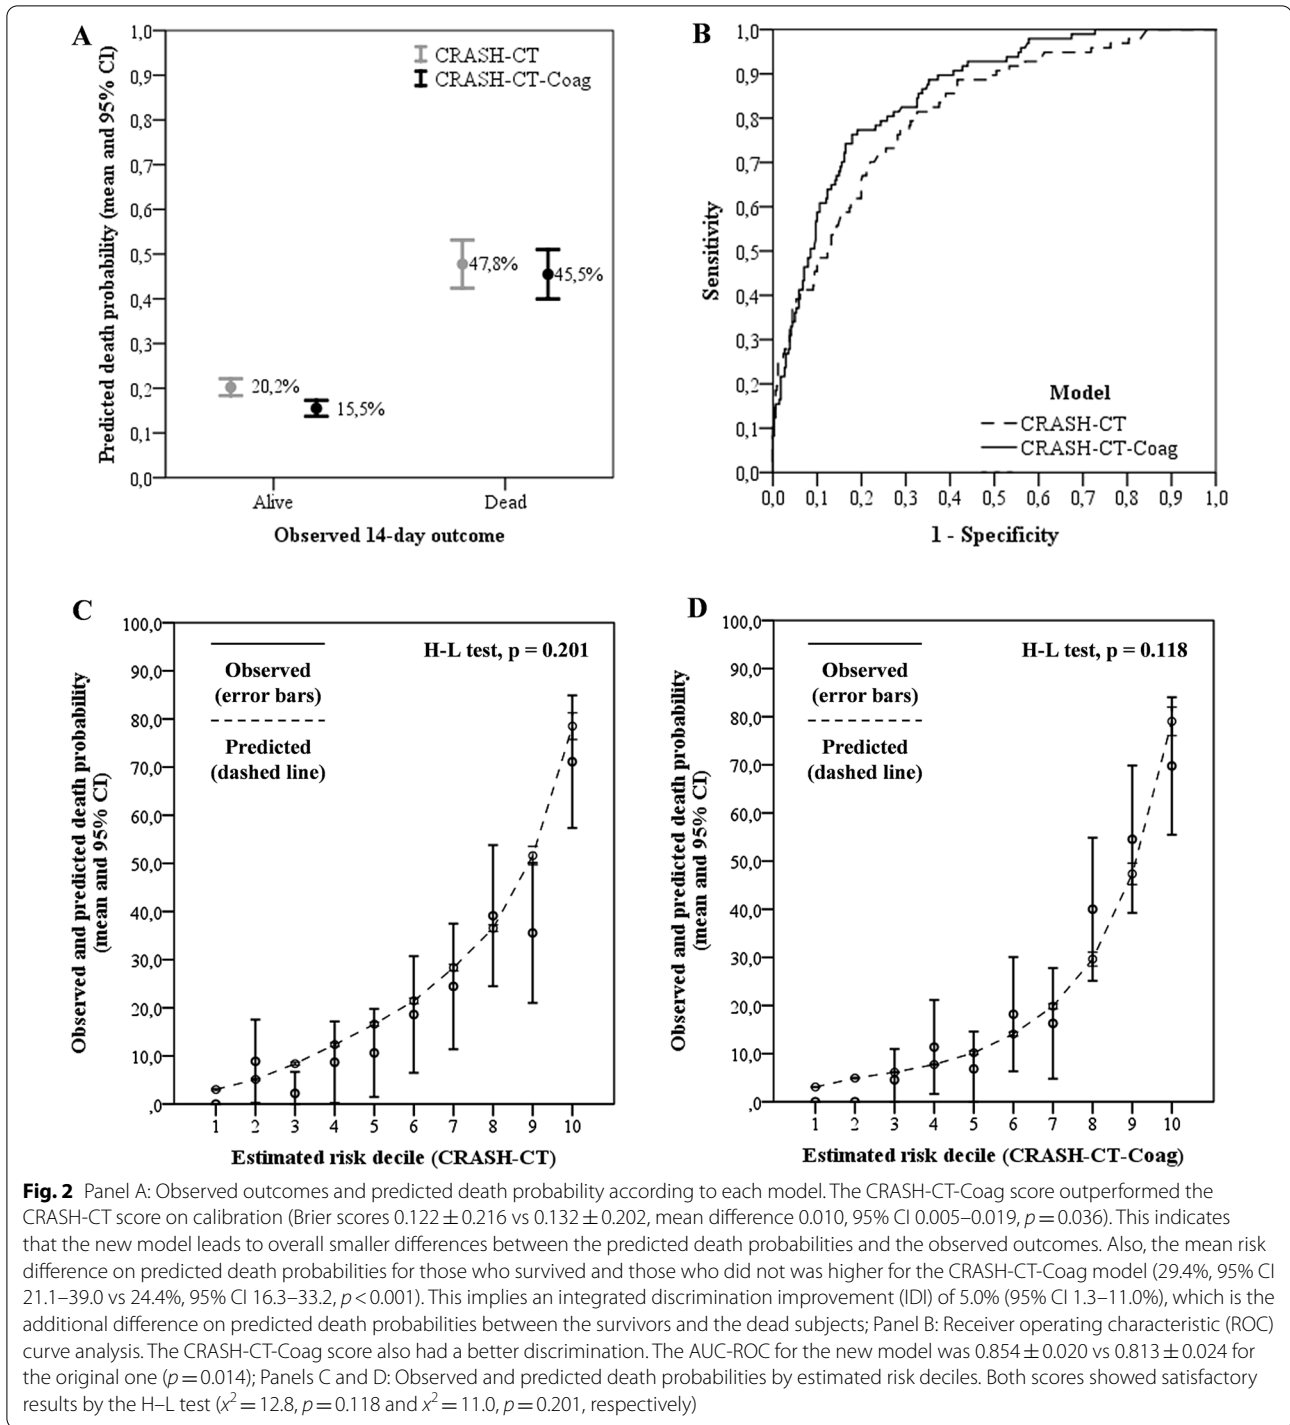 A
Predicted death probability (mean and 95% CI)
1,0
0,9
0,8
0,7
0,6
0,5
0,4
0,3
0,2
0,1
0,0
CRASH-CT
CRASH-CT-Coag
20,2%
15,5%
47,8%
45,5%
Alive
Dead
Observed 14-day outcome
B
Sensitivity
1,0
0,9
0,8
0,7
0,6
0,5
0,4
0,3
0,2
0,1
0,0
Model
CRASH-CT
CRASH-CT-Coag
0,0 0,1 0,2 0,3 0,4 0,5 0,6 0,7 0,8 0,9 1,0
1 - Specificity
C
Observed and predicted death probability
(mean and 95% CI)
100,0
90,0
80,0
70,0
60,0
50,0
40,0
30,0
20,0
10,0
,0
Observed
(error bars)
Predicted
(dashed line)
H-L test, p = 0.201
1 2 3 4 5 6 7 8 9 10
Estimated risk decile (CRASH-CT)
D
Observed and predicted death probability
(mean and 95% CI)
100,0
90,0
80,0
70,0
60,0
50,0
40,0
30,0
20,0
10,0
,0
Observed
(error bars)
Predicted
(dashed line)
H-L test, p = 0.118
1 2 3 4 5 6 7 8 9 10
Estimated risk decile (CRASH-CT-Coag)
Fig. 2 Panel A: Observed outcomes and predicted death probability according to each model. The CRASH-CT-Coag score outperformed the
CRASH-CT score on calibration (Brier scores 0.122 ± 0.216 vs 0.132 ± 0.202, mean difference 0.010, 95% CI 0.005–0.019, p = 0.036). This indicates
that the new model leads to overall smaller differences between the predicted death probabilities and the observed outcomes. Also, the mean risk
difference on predicted death probabilities for those who survived and those who did not was higher for the CRASH-CT-Coag model (29.4%, 95% CI
21.1–39.0 vs 24.4%, 95% CI 16.3–33.2, p < 0.001). This implies an integrated discrimination improvement (IDI) of 5.0% (95% CI 1.3–11.0%), which is the
additional difference on predicted death probabilities between the survivors and the dead subjects; Panel B: Receiver operating characteristic (ROC)
curve analysis. The CRASH-CT-Coag score also had a better discrimination. The AUC-ROC for the new model was 0.854 ± 0.020 vs 0.813 ± 0.024 for
the original one (p = 0.014); Panels C and D: Observed and predicted death probabilities by estimated risk deciles. Both scores showed satisfactory
results by the H–L test (x² = 12.8, p = 0.118 and x² = 11.0, p = 0.201, respectively)